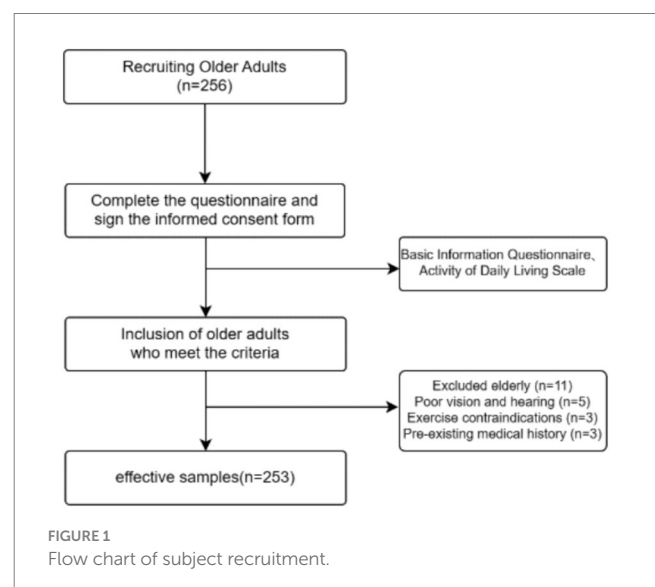 Recruiting Older Adults
(n=256)
Complete the questionnaire and
sign the informed consent form
Basic Information Questionnaire、
Activity of Daily Living Scale
Inclusion of older adults
who meet the criteria
Excluded elderly (n=11)
Poor vision and hearing (n=5)
Exercise contraindications (n=3)
Pre-existing medical history (n=3)
effective samples(n=253)
FIGURE 1
Flow chart of subject recruitment.